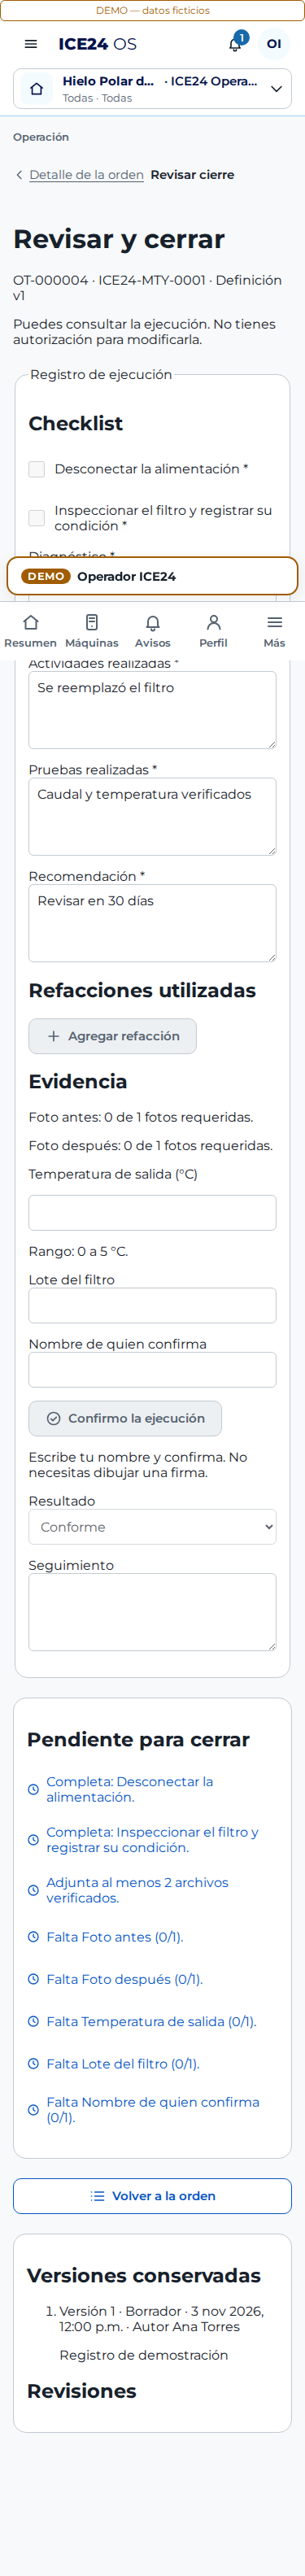 DEMO — datos ficticios
ICE24 OS
1
OI
Hielo Polar d... · ICE24 Opera...
Todas - Todas
Operación
Detalle de la orden Revisar cierre
Revisar y cerrar
OT-000004 · ICE24-MTY-0001 · Definición
v1
Puedes consultar la ejecución. No tienes
autorización para modificarla.
Registro de ejecución
Checklist
Desconectar la alimentación *
Inspeccionar el filtro y registrar su
condición *
Diagnóstico *
DEMO Operador ICE24
Resumen Máquinas Avisos Perfil Más
Actividades realizadas *
Se reemplazó el filtro
Pruebas realizadas *
Caudal y temperatura verificados
Recomendación *
Revisar en 30 días
Refacciones utilizadas
Agregar refacción
Evidencia
Foto antes: 0 de 1 fotos requeridas.
Foto después: 0 de 1 fotos requeridas.
Temperatura de salida (°C)
Rango: 0 a 5 °C.
Lote del filtro
Nombre de quien confirma
Confirmo la ejecución
Escribe tu nombre y confirma. No
necesitas dibujar una firma.
Resultado
Conforme
Seguimiento
Pendiente para cerrar
Completa: Desconectar la
alimentación.
Completa: Inspeccionar el filtro y
registrar su condición.
Adjunta al menos 2 archivos
verificados.
Falta Foto antes (0/1).
Falta Foto después (0/1).
Falta Temperatura de salida (0/1).
Falta Lote del filtro (0/1).
Falta Nombre de quien confirma
(0/1).
Volver a la orden
Versiones conservadas
1. Versión 1 · Borrador · 3 nov 2026,
12:00 p.m. · Autor Ana Torres
Registro de demostración
Revisiones